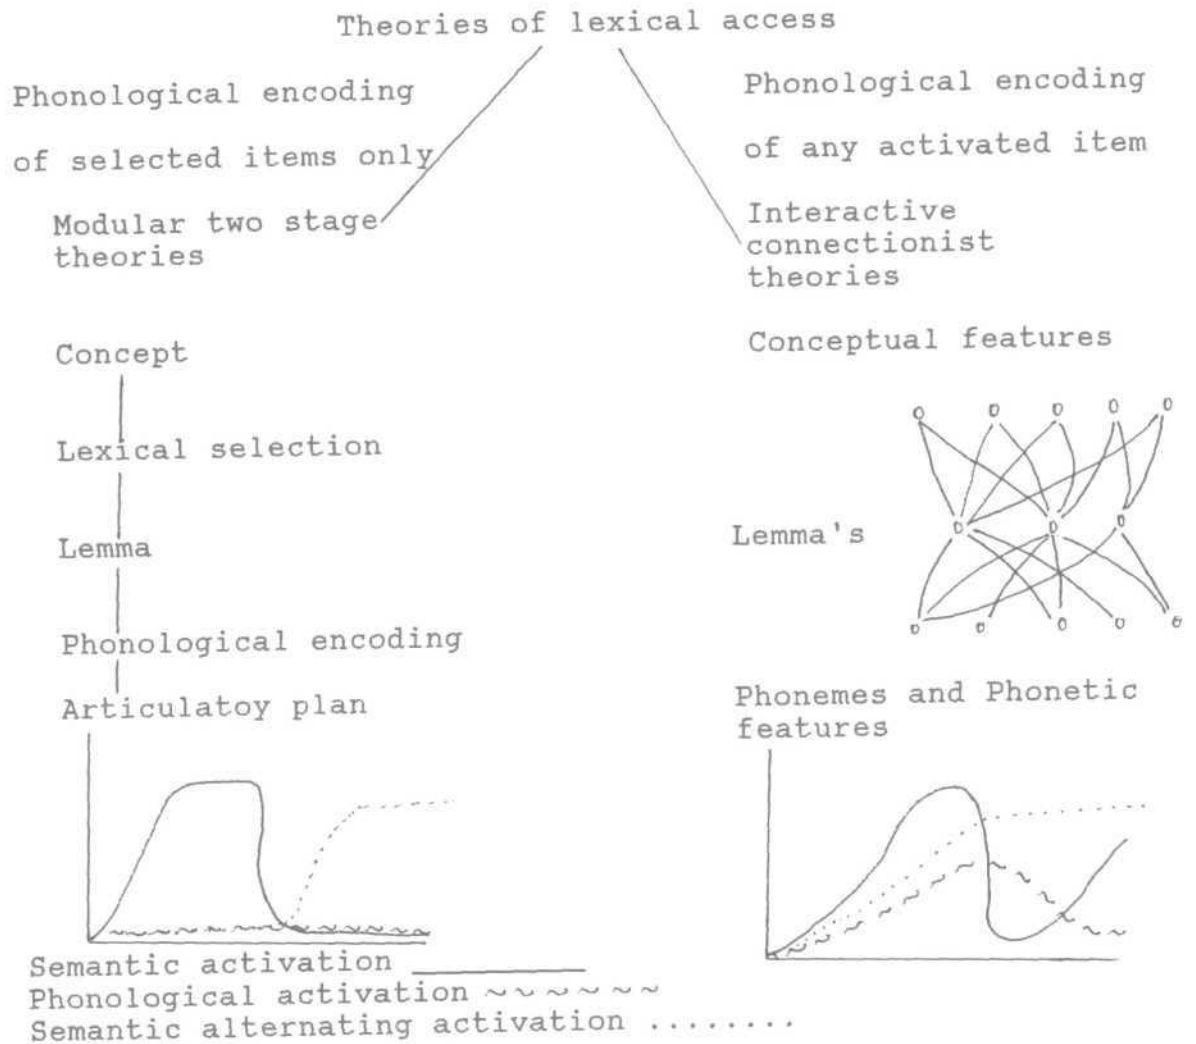 Theories of lexical access
Phonological encoding
of selected items only
Modular two stage
theories
Phonological encoding
of any activated item
Interactive
connectionist
theories
Concept
Lexical selection
Lemma
Phonological encoding
Articulatoy plan
Conceptual features
Lemma's
Phonemes and Phonetic
features
Semantic activation
Phonological activation
Semantic alternating activation